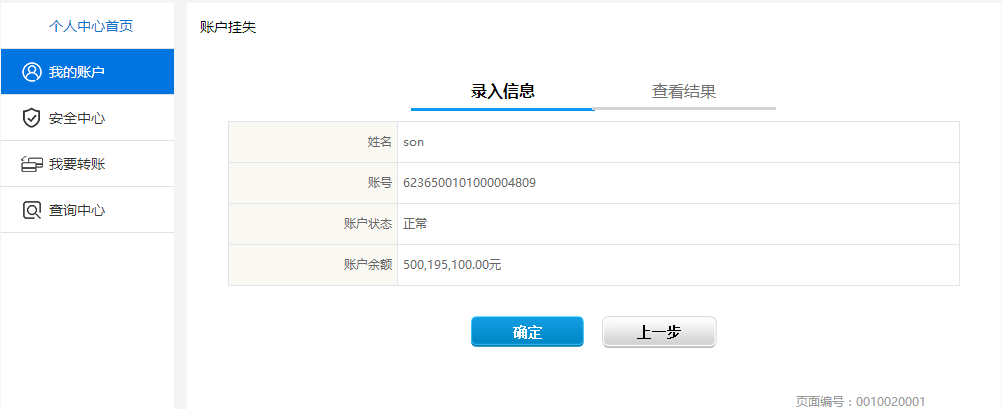 个人中心首页
我的账户
安全中心
我要转账
查询中心
账户挂失
录入信息 查看结果
姓名 son
账号 6236500101000004809
账户状态 正常
账户余额 500,195,100.00元
确定 上一步
页面编号：0010020001